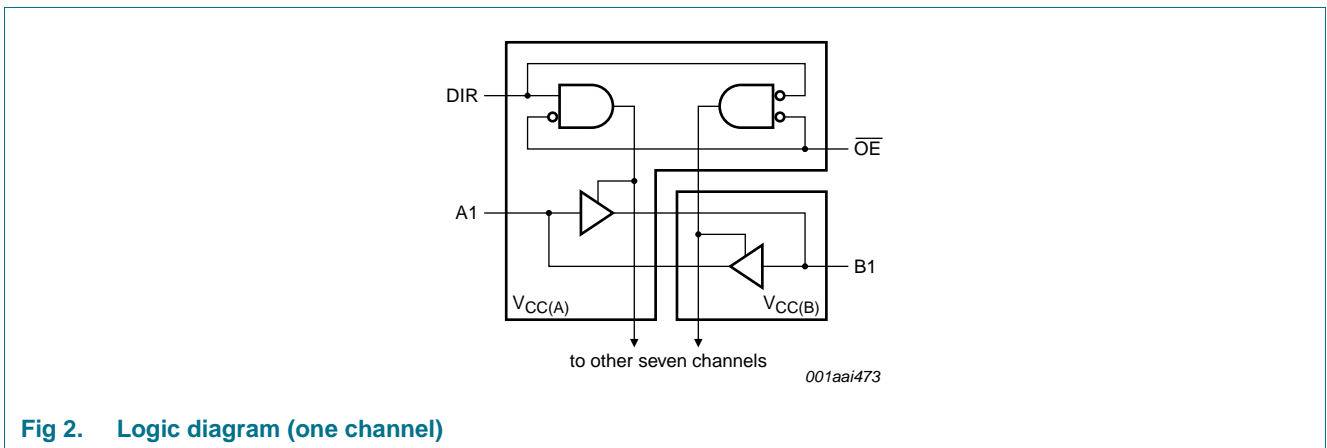 DIR
OE
A1
B1
VCC(A)
VCC(B)
to other seven channels
001aai473
Fig 2. Logic diagram (one channel)